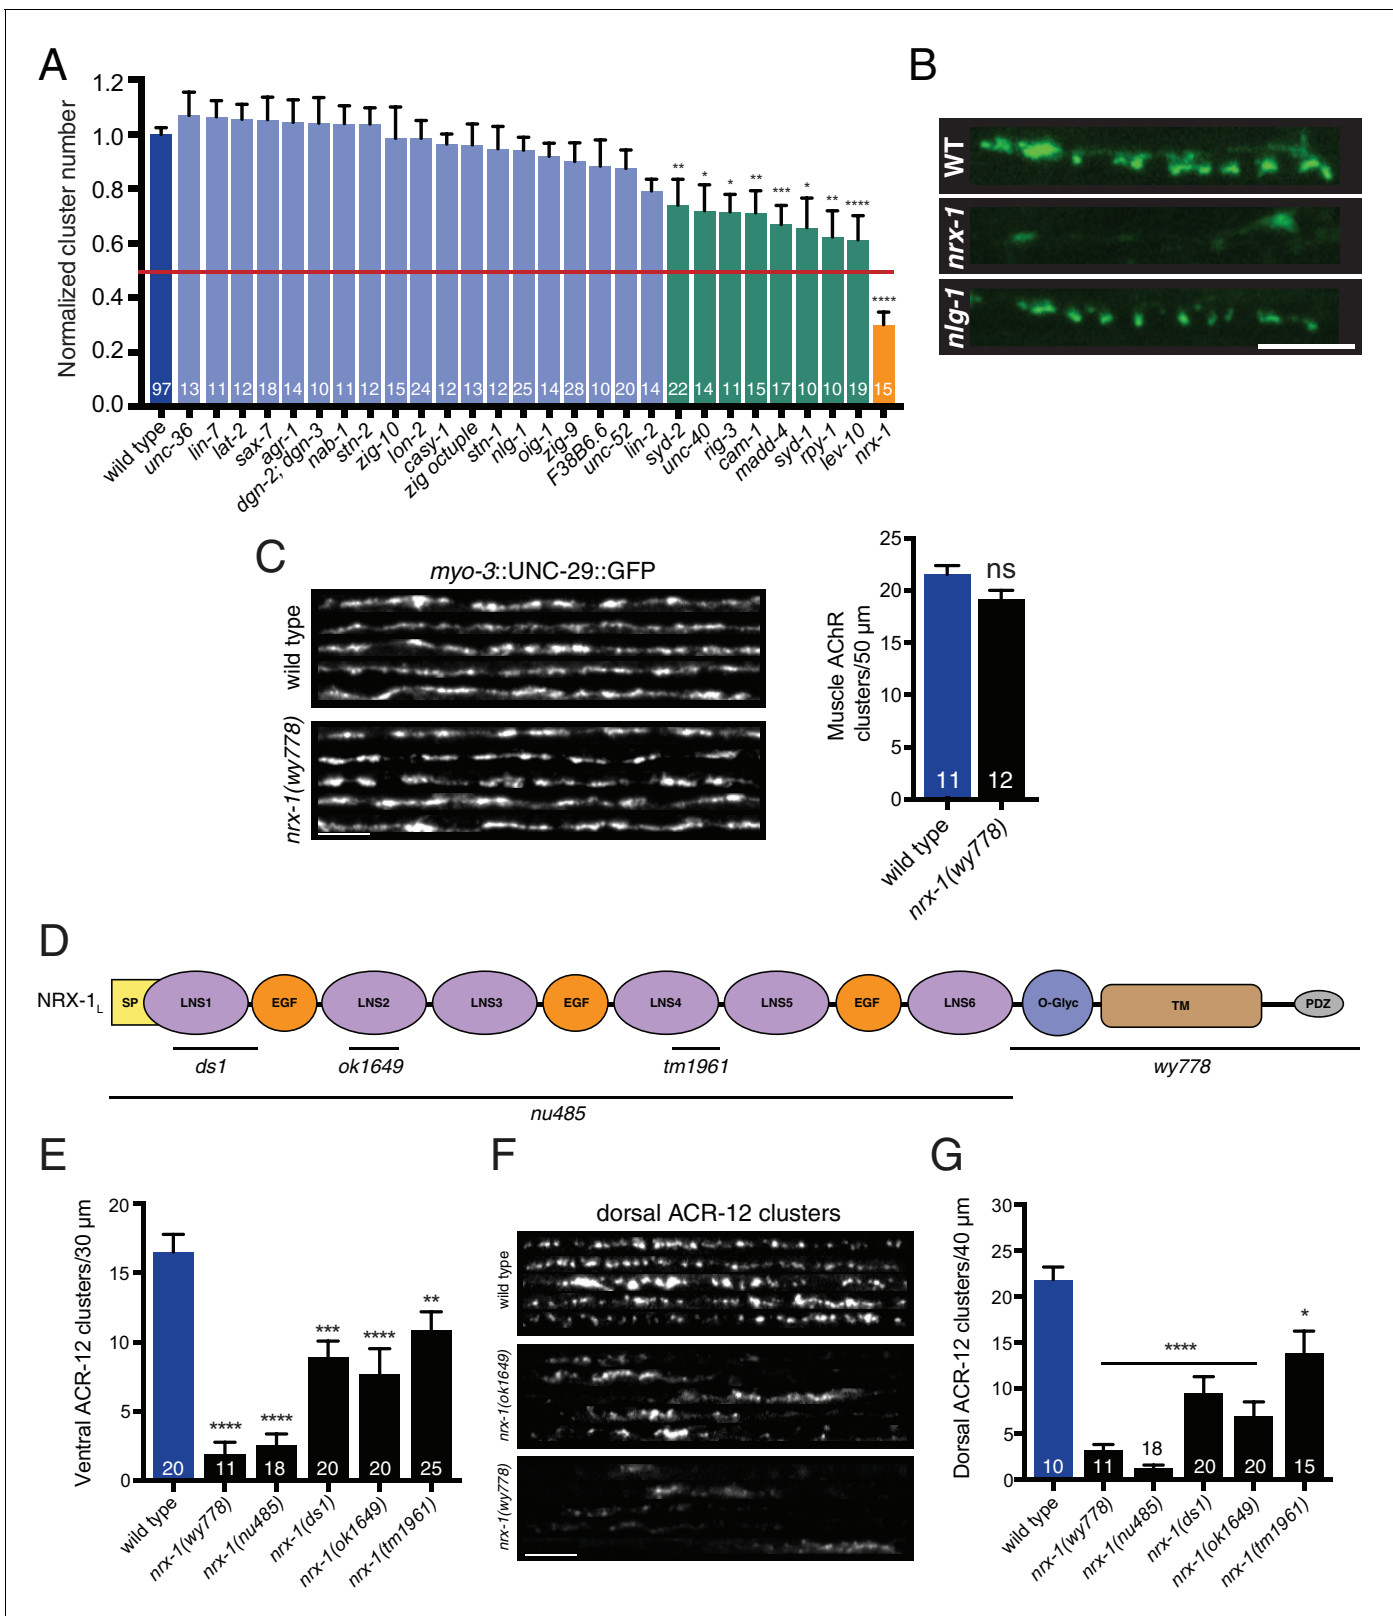 A
Normalized cluster number
1.2
1.0
0.8
0.6
0.4
0.2
0.0
** * * ** *** * ** **** ****
97 13 11 12 18 14 10 11 12 15 24 12 13 12 25 14 28 10 20 14 22 14 11 15 17 10 10 19 15
wild type
unc-36
lin-7
lat-2
sax-7
agr-1
dgn-2; dgn-3
nab-1
stn-2
zig-10
lon-2
casy-1
zig octuple
stn-1
nlg-1
oig-1
zig-9
F38B6.6
unc-52
lin-2
syd-2
unc-40
rig-3
cam-1
madd-4
syd-1
rpy-1
lev-10
nrx-1
B
WT
nrx-1
nlg-1
C
myo-3::UNC-29::GFP
wild type
nrx-1(wy778)
Muscle AChR
clusters/50 µm
25
20
15
10
5
0
ns
11 12
wild type
nrx-1(wy778)
D
NRX-1L
SP LNS1 EGF LNS2 LNS3 EGF LNS4 LNS5 EGF LNS6 O-Glyc TM PDZ
ds1 ok1649 tm1961 wy778
nu485
E
Ventral ACR-12 clusters/30 µm
20
15
10
5
0
**** **** *** **** **
20 11 18 20 20 25
wild type
nrx-1(wy778)
nrx-1(nu485)
nrx-1(ds1)
nrx-1(ok1649)
nrx-1(tm1961)
F
dorsal ACR-12 clusters
wild type
nrx-1(ok1649)
nrx-1(wy778)
G
Dorsal ACR-12 clusters/40 µm
30
25
20
15
10
5
0
**** *
10 11 18 20 20 15
wild type
nrx-1(wy778)
nrx-1(nu485)
nrx-1(ds1)
nrx-1(ok1649)
nrx-1(tm1961)